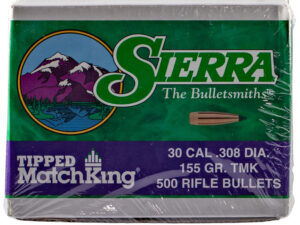 SIERRA
The Bulletsmiths
TIPPED
MatchKing
30 CAL .308 DIA.
155 GR. TMK
500 RIFLE BULLETS